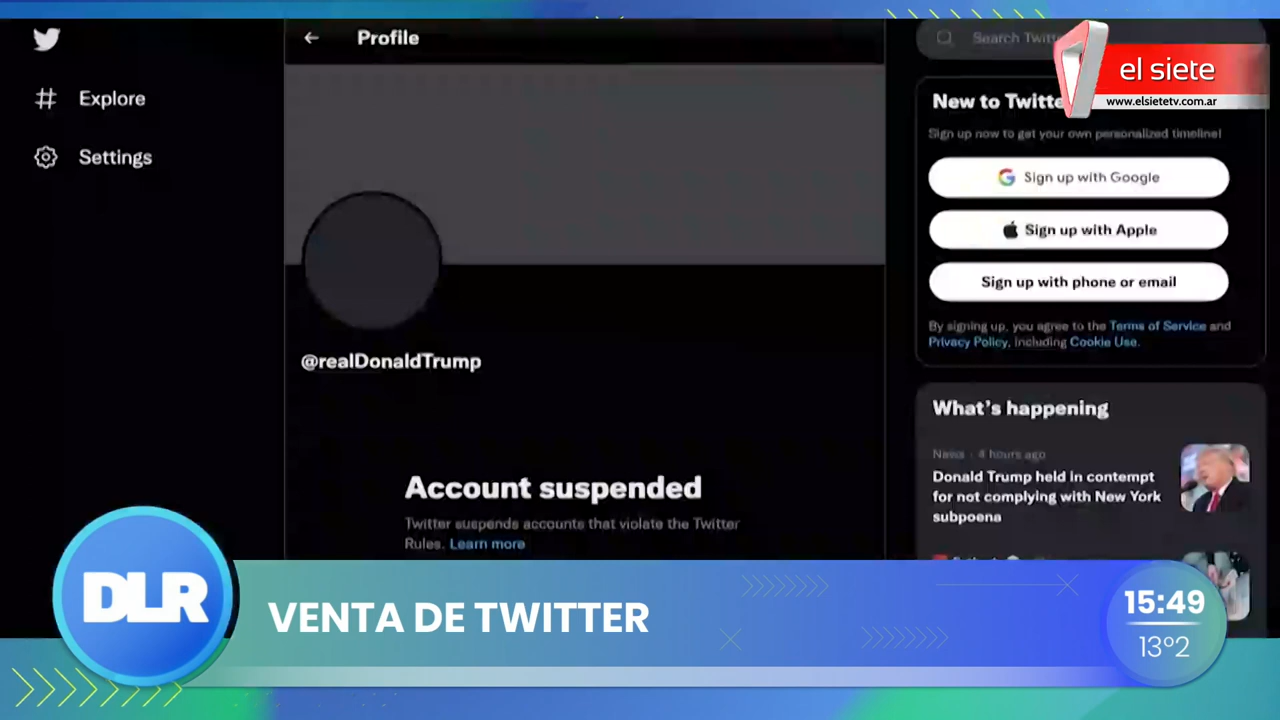 Profile
Explore
Settings
@realDonaldTrump
Account suspended
Twitter suspends accounts that violate the Twitter
Rules. Learn more
Search
el siete
www.elsietetv.com.ar
New to
Sign up now to get your own personalized timeline!
Sign up with Google
Sign up with Apple
Sign up with phone or email
By signing up, you agree to the Terms of Service and
Privacy Policy, including Cookie Use.
What's happening
News · 4 hours ago
Donald Trump held in contempt
for not complying with New York
subpoena
DLR
VENTA DE TWITTER
15:49
13º2